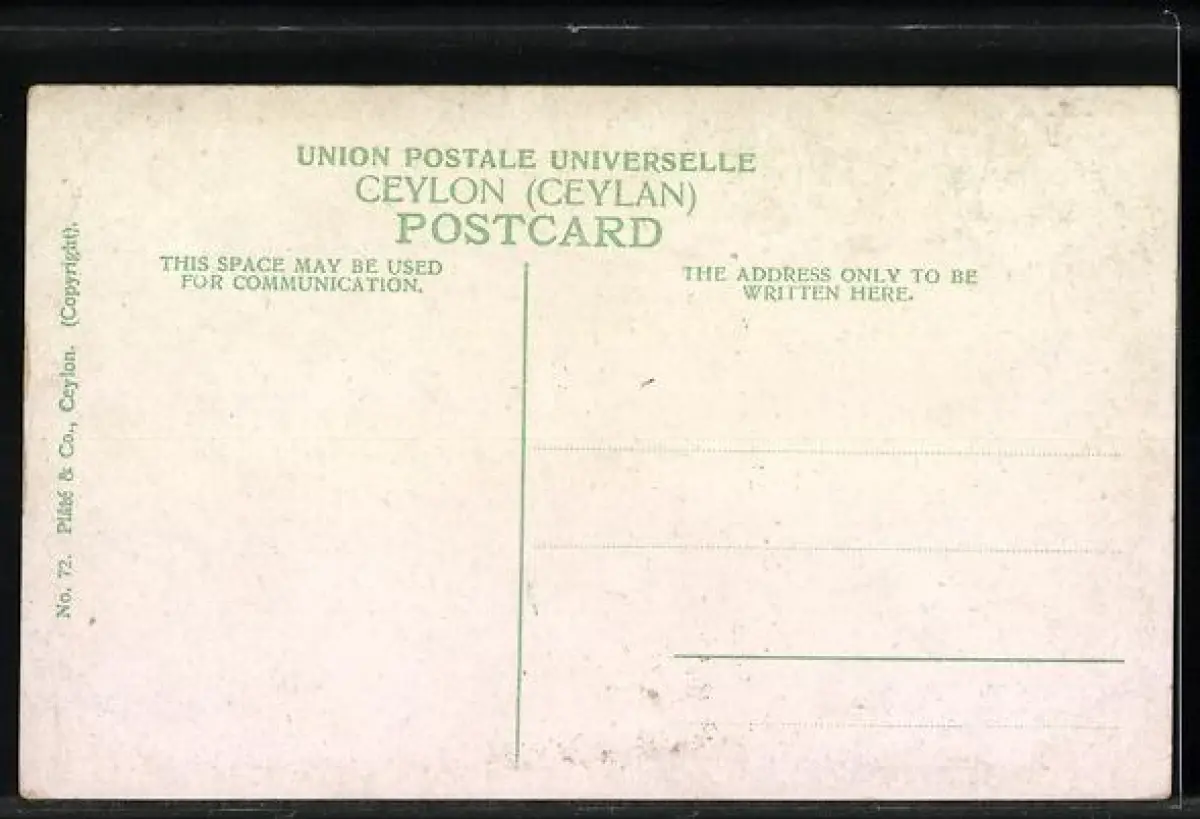 UNION POSTALE UNIVERSELLE
CEYLON (CEYLAN)
POSTCARD
THIS SPACE MAY BE USED
FOR COMMUNICATION.
THE ADDRESS ONLY TO BE
WRITTEN HERE.
No. 72. Plâté & Co., Ceylon. (Copyright).